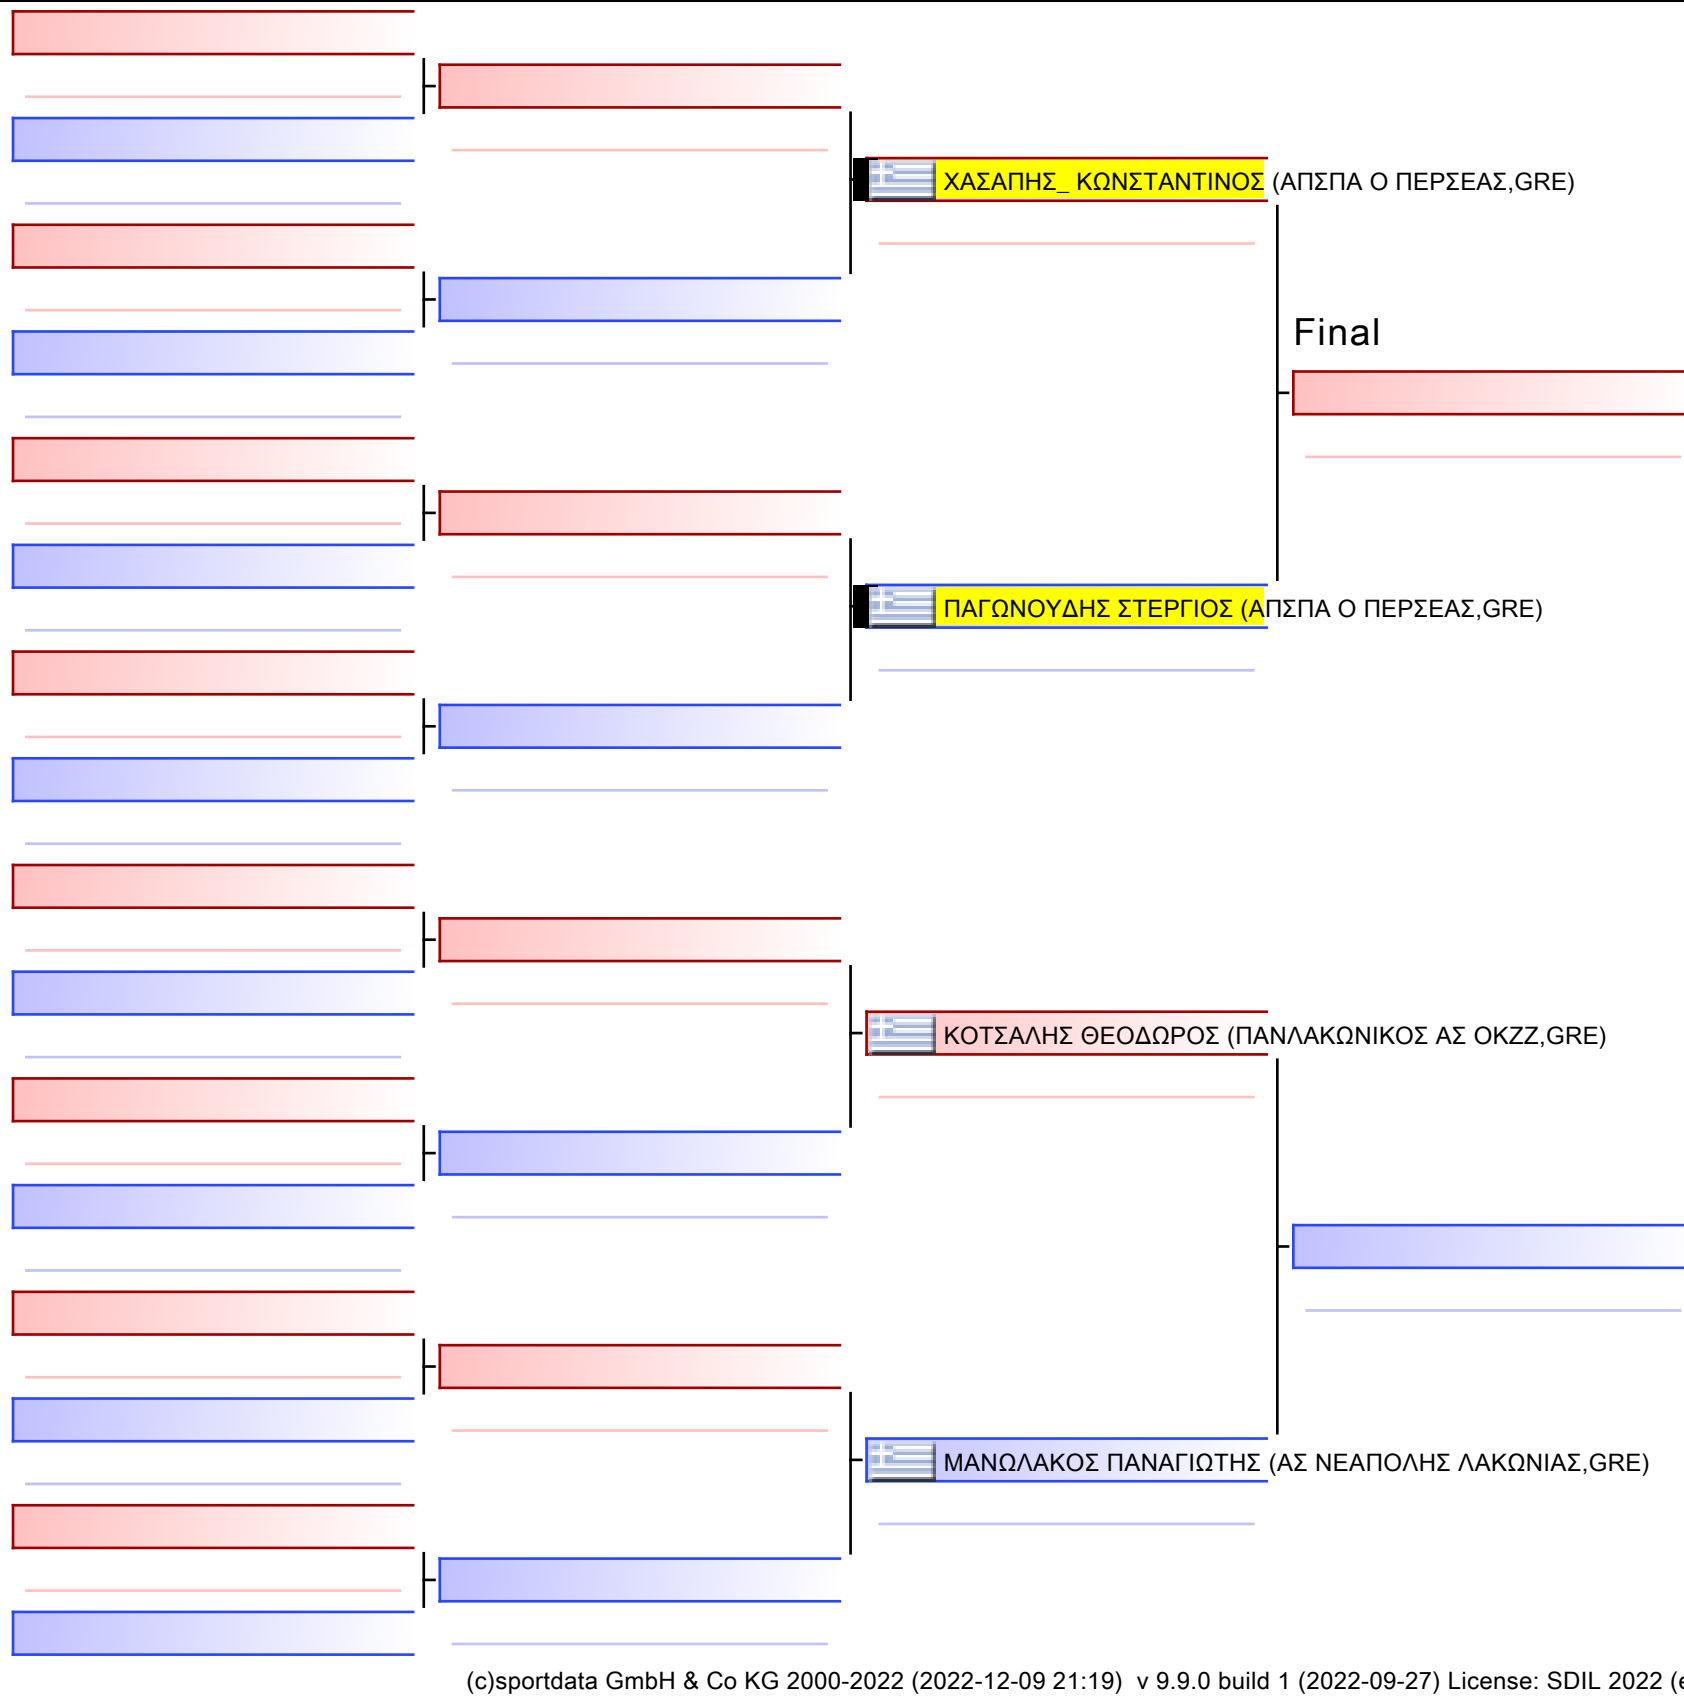 ΧΑΣΑΠΗΣ_ ΚΩΝΣΤΑΝΤΙΝΟΣ (ΑΠΣΠΑ Ο ΠΕΡΣΕΑΣ,GRE)
Final
ΠΑΓΩΝΟΥΔΗΣ ΣΤΕΡΓΙΟΣ (ΑΠΣΠΑ Ο ΠΕΡΣΕΑΣ,GRE)
ΚΟΤΣΑΛΗΣ ΘΕΟΔΩΡΟΣ (ΠΑΝΛΑΚΩΝΙΚΟΣ ΑΣ ΟΚΖΖ,GRE)
ΜΑΝΩΛΑΚΟΣ ΠΑΝΑΓΙΩΤΗΣ (ΑΣ ΝΕΑΠΟΛΗΣ ΛΑΚΩΝΙΑΣ,GRE)
(c)sportdata GmbH & Co KG 2000-2022 (2022-12-09 21:19) v 9.9.0 build 1 (2022-09-27) License: SDIL 2022 (